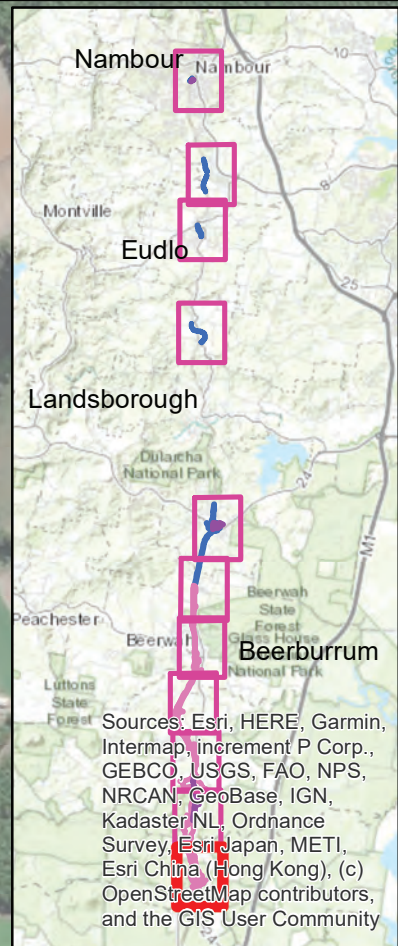 Nambour
Nambour
10
8
Montville
Eudlo
25
Landsborough
Dularcha
National Park
24
M1
Beerwah
State
Forest
Peachester
Beerwah
Glass House
Beerburrum
National Park
Luttons
State
Forest
Sources: Esri, HERE, Garmin,
Intermap, increment P Corp.,
GEBCO, USGS, FAO, NPS,
NRCAN, GeoBase, IGN,
Kadaster NL, Ordnance
Survey, Esri Japan, METI,
Esri China (Hong Kong), (c)
OpenStreetMap contributors,
and the GIS User Community
24